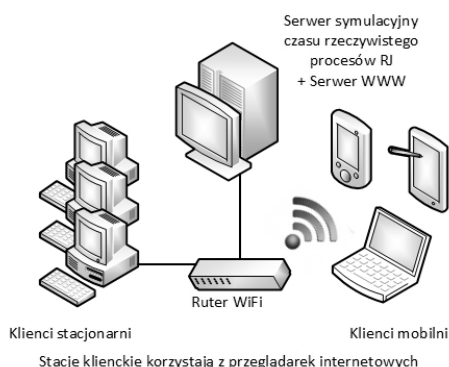 Serwer symulacyjny
czasu rzeczywistego
procesów RJ
+ Serwer WWW
Ruter WiFi
Klienci stacjonarni
Klienci mobilni
Stacje klienckie korzystają z przeglądarek internetowych